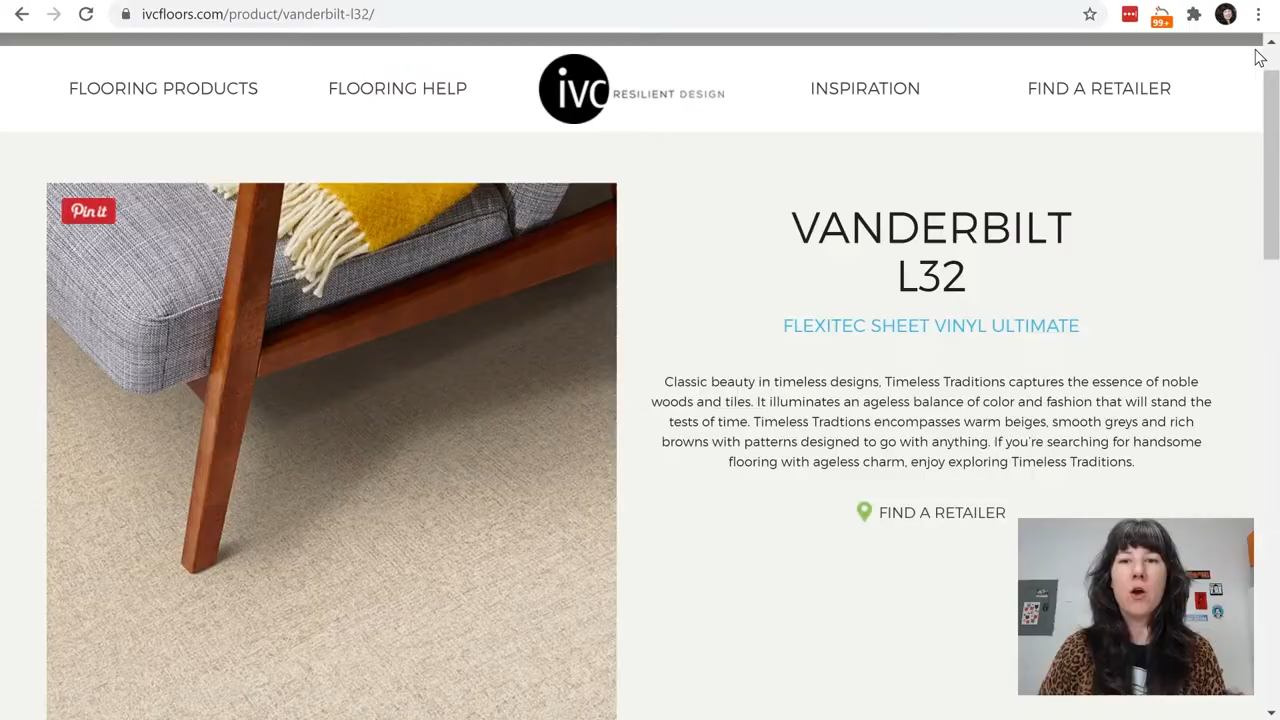 ivcfloors.com/product/vanderbilt-l32/
99+
FLOORING PRODUCTS
FLOORING HELP
ivc RESILIENT DESIGN
INSPIRATION
FIND A RETAILER
Pin it
VANDERBILT
L32
FLEXITEC SHEET VINYL ULTIMATE
Classic beauty in timeless designs, Timeless Traditions captures the essence of noble
woods and tiles. It illuminates an ageless balance of color and fashion that will stand the
tests of time. Timeless Tradtions encompasses warm beiges, smooth greys and rich
browns with patterns designed to go with anything. If you're searching for handsome
flooring with ageless charm, enjoy exploring Timeless Traditions.
FIND A RETAILER